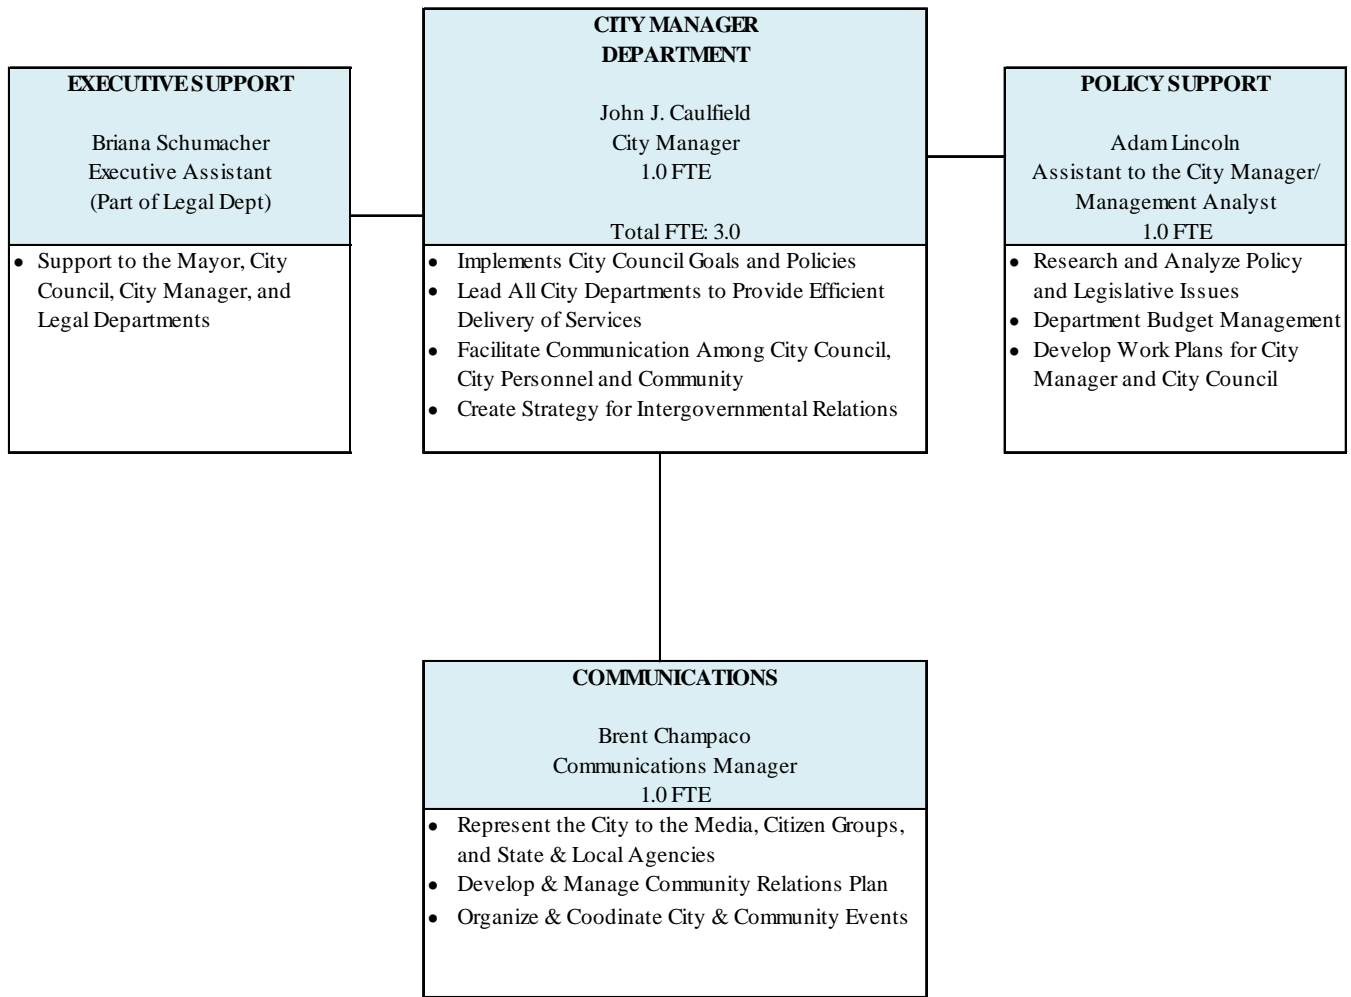 CITY MANAGER
DEPARTMENT
John J. Caulfield
City Manager
1.0 FTE
Total FTE: 3.0
• Implements City Council Goals and Policies
• Lead All City Departments to Provide Efficient
Delivery of Services
• Facilitate Communication Among City Council,
City Personnel and Community
• Create Strategy for Intergovernmental Relations
EXECUTIVE SUPPORT
Briana Schumacher
Executive Assistant
(Part of Legal Dept)
• Support to the Mayor, City
Council, City Manager, and
Legal Departments
POLICY SUPPORT
Adam Lincoln
Assistant to the City Manager/
Management Analyst
1.0 FTE
• Research and Analyze Policy
and Legislative Issues
• Department Budget Management
• Develop Work Plans for City
Manager and City Council
COMMUNICATIONS
Brent Champaco
Communications Manager
1.0 FTE
• Represent the City to the Media, Citizen Groups,
and State & Local Agencies
• Develop & Manage Community Relations Plan
• Organize & Coodinate City & Community Events